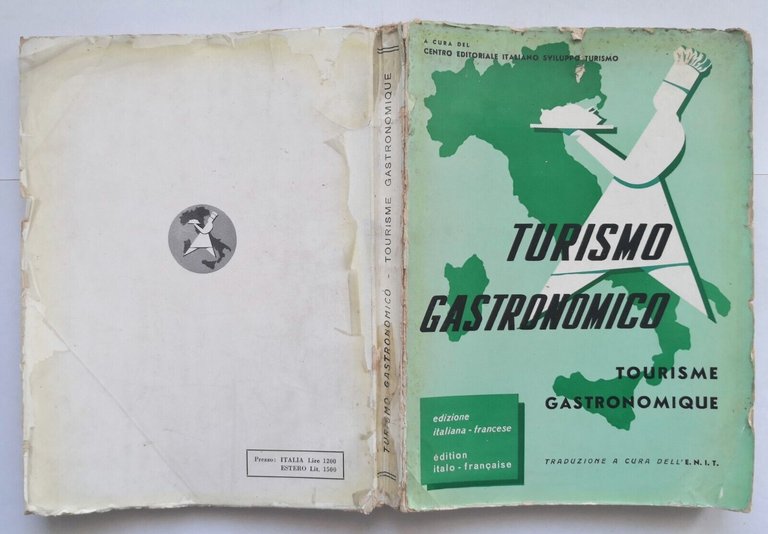 Prezzo: ITALIA Lire 1200
ESTERO Lit. 1500
TURISMO GASTRONOMICO - TOURISME GASTRONOMIQUE
A CURA DEL
CENTRO EDITORIALE ITALIANO SVILUPPO TURISMO
TURISMO
GASTRONOMICO
TOURISME
GASTRONOMIQUE
edizione
italiana - francese
édition
italo - française
TRADUZIONE A CURA DELL'E.N.I.T.